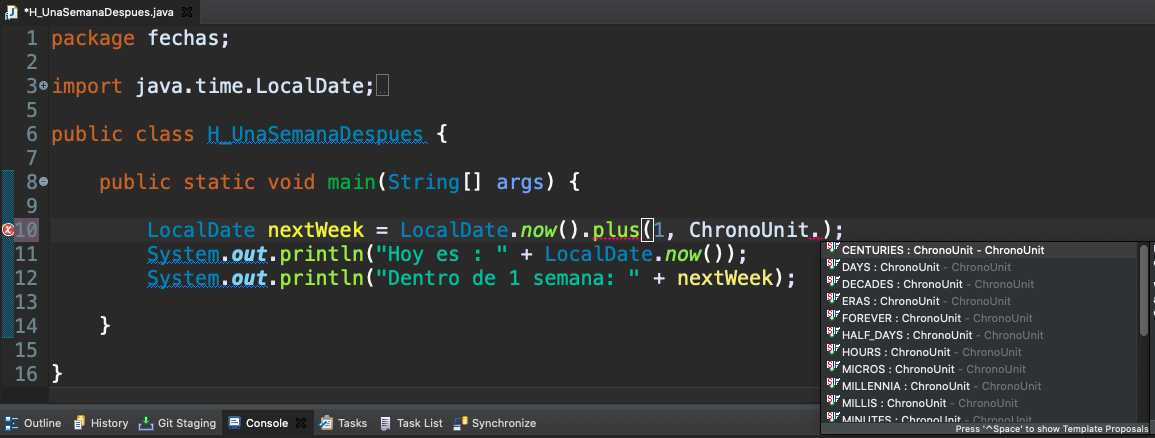 *H_UnaSemanaDespues.java
1 package fechas;
2
3 import java.time.LocalDate;
5
6 public class H_UnaSemanaDespues {
7
8 public static void main(String[] args) {
9
10 LocalDate nextWeek = LocalDate.now().plus(1, ChronoUnit.);
11 System.out.println("Hoy es : " + LocalDate.now());
12 System.out.println("Dentro de 1 semana: " + nextWeek);
13
14 }
15
16 }
CENTURIES : ChronoUnit - ChronoUnit
DAYS : ChronoUnit - ChronoUnit
DECADES : ChronoUnit - ChronoUnit
ERAS : ChronoUnit - ChronoUnit
FOREVER : ChronoUnit - ChronoUnit
HALF_DAYS : ChronoUnit - ChronoUnit
HOURS : ChronoUnit - ChronoUnit
MICROS : ChronoUnit - ChronoUnit
MILLENNIA : ChronoUnit - ChronoUnit
MILLIS : ChronoUnit - ChronoUnit
MINUTES : ChronoUnit - ChronoUnit
Press '^Space' to show Template Proposals
Outline History Git Staging Console Tasks Task List Synchronize